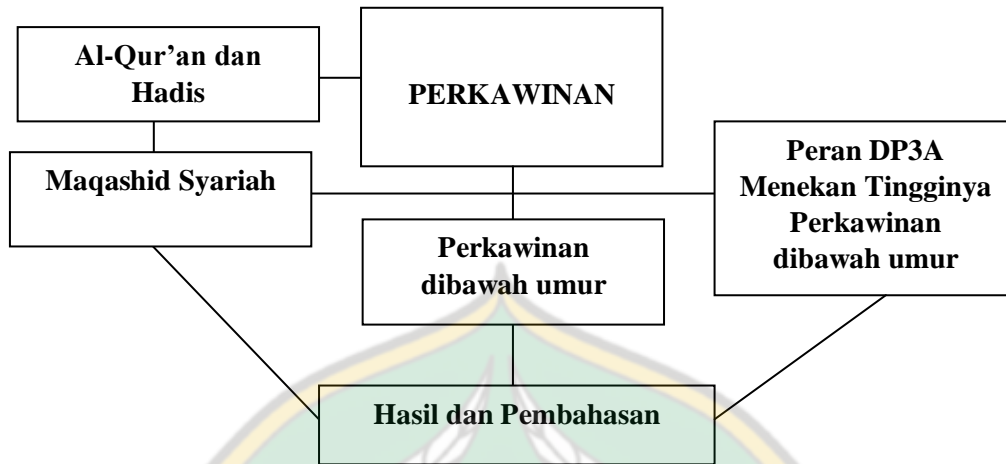 Al-Qur’an dan
Hadis
PERKAWINAN
Maqashid Syariah
Peran DP3A
Menekan Tingginya
Perkawinan
dibawah umur
Perkawinan
dibawah umur
Hasil dan Pembahasan